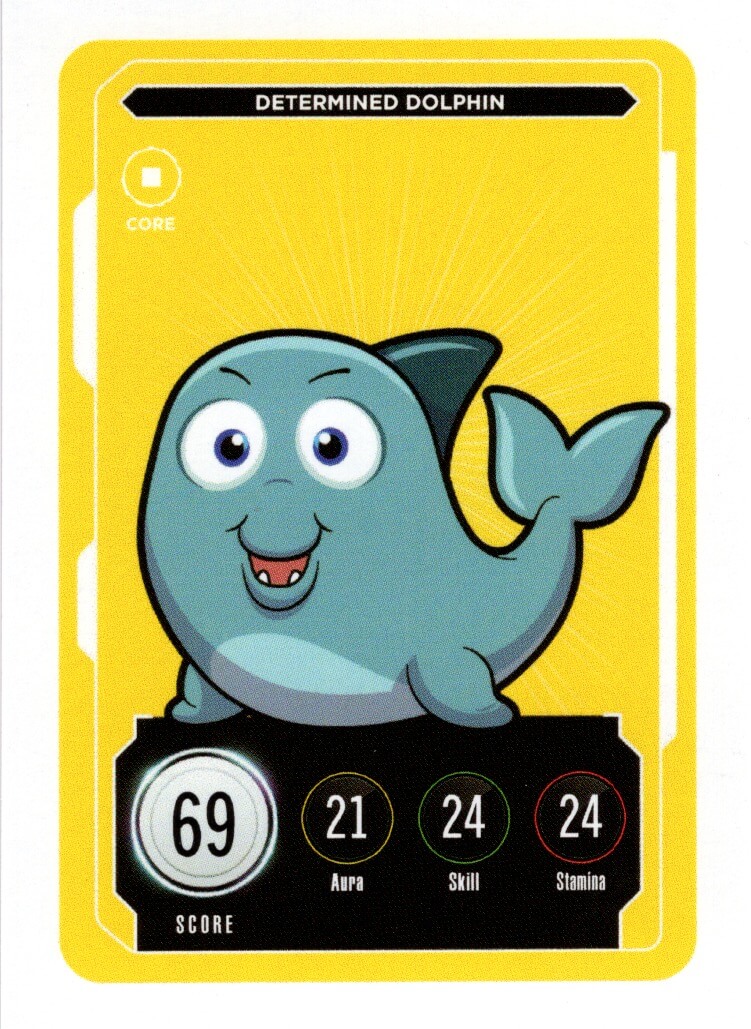 DETERMINED DOLPHIN
CORE
69
21
24
24
Aura
Skill
Stamina
SCORE